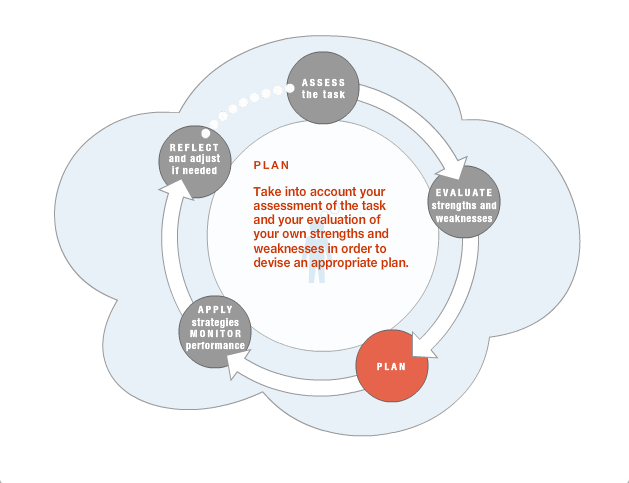 ASSESS
the task
REFLECT
and adjust
if needed
PLAN
Take into account your
assessment of the task
and your evaluation of
your own strengths and
weaknesses in order to
devise an appropriate plan.
EVALUATE
strengths and
weaknesses
APPLY
strategies
MONITOR
performance
PLAN